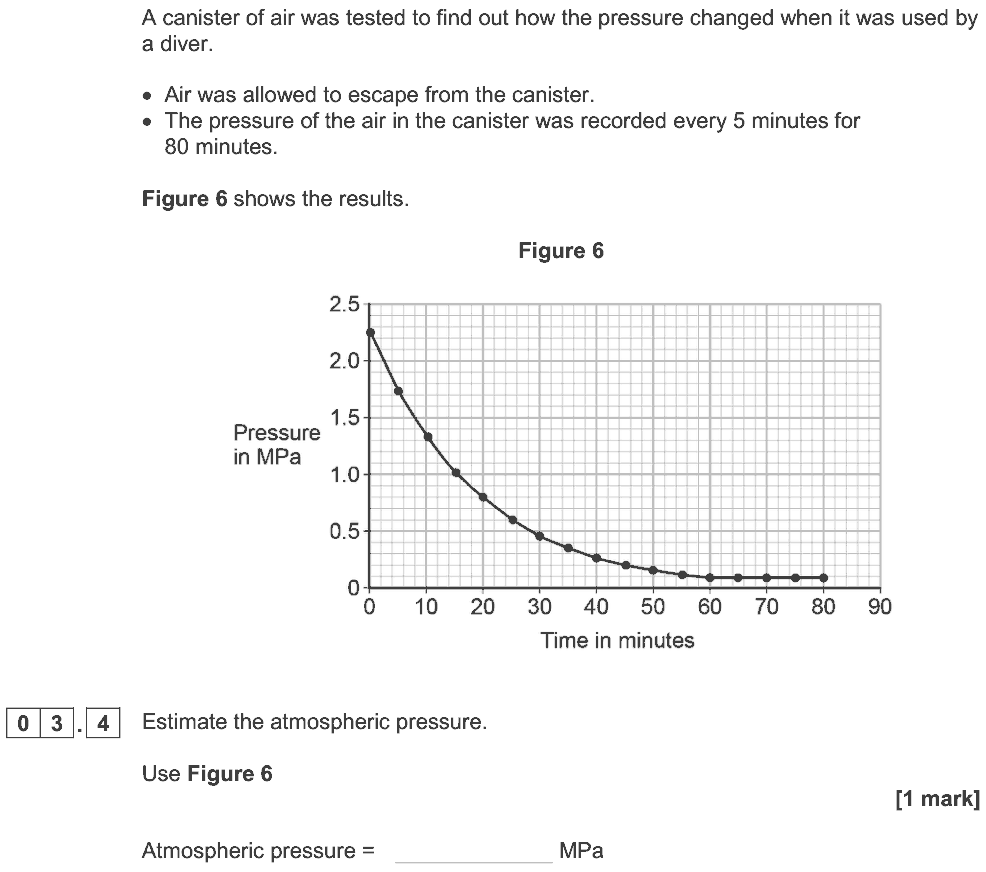 A canister of air was tested to find out how the pressure changed when it was used by
a diver.
• Air was allowed to escape from the canister.
• The pressure of the air in the canister was recorded every 5 minutes for
80 minutes.
Figure 6 shows the results.
Figure 6
2.5
2.0
1.5
Pressure
in MPa
1.0
0.5
0
0 10 20 30 40 50 60 70 80 90
Time in minutes
0 3 . 4 Estimate the atmospheric pressure.
Use Figure 6
[1 mark]
Atmospheric pressure = MPa